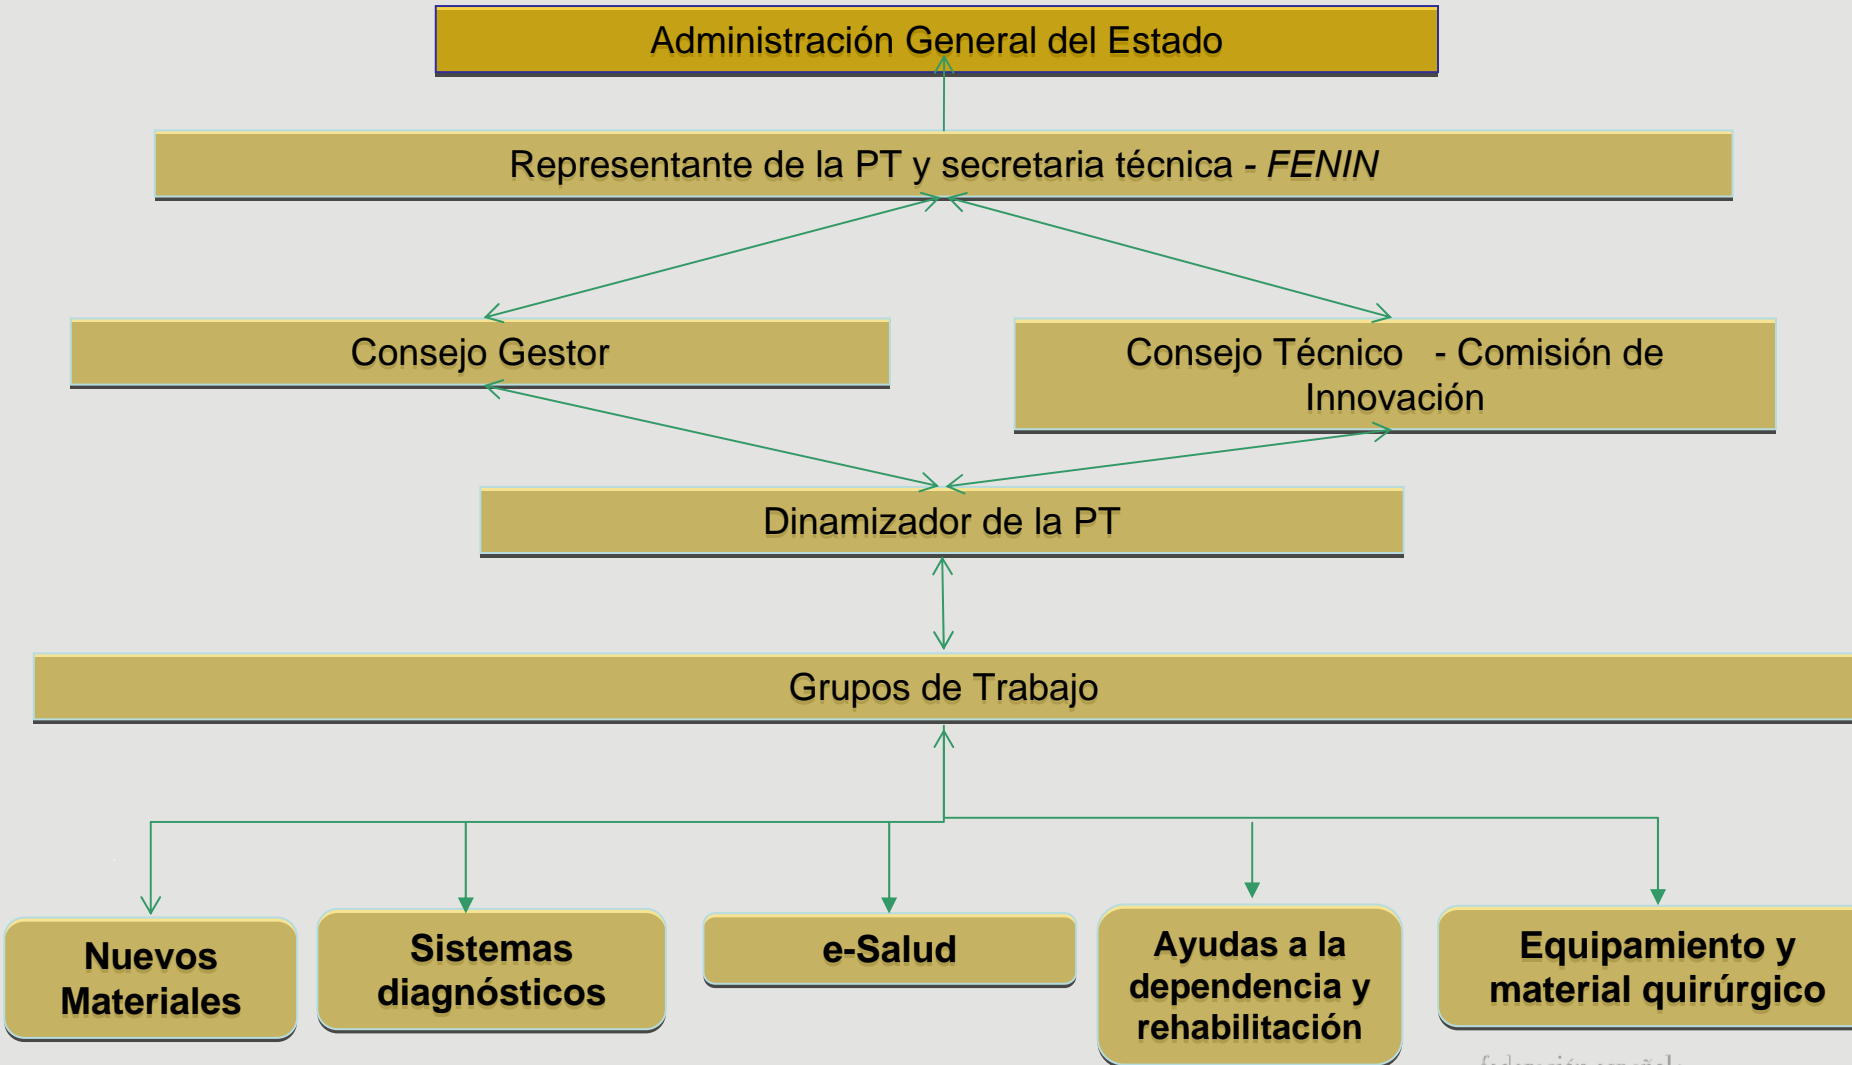 Administración General del Estado
Representante de la PT y secretaria técnica - FENIN
Consejo Gestor
Consejo Técnico - Comisión de
Innovación
Dinamizador de la PT
Grupos de Trabajo
Nuevos
Materiales
Sistemas
diagnósticos
e-Salud
Ayudas a la
dependencia y
rehabilitación
Equipamiento y
material quirúrgico